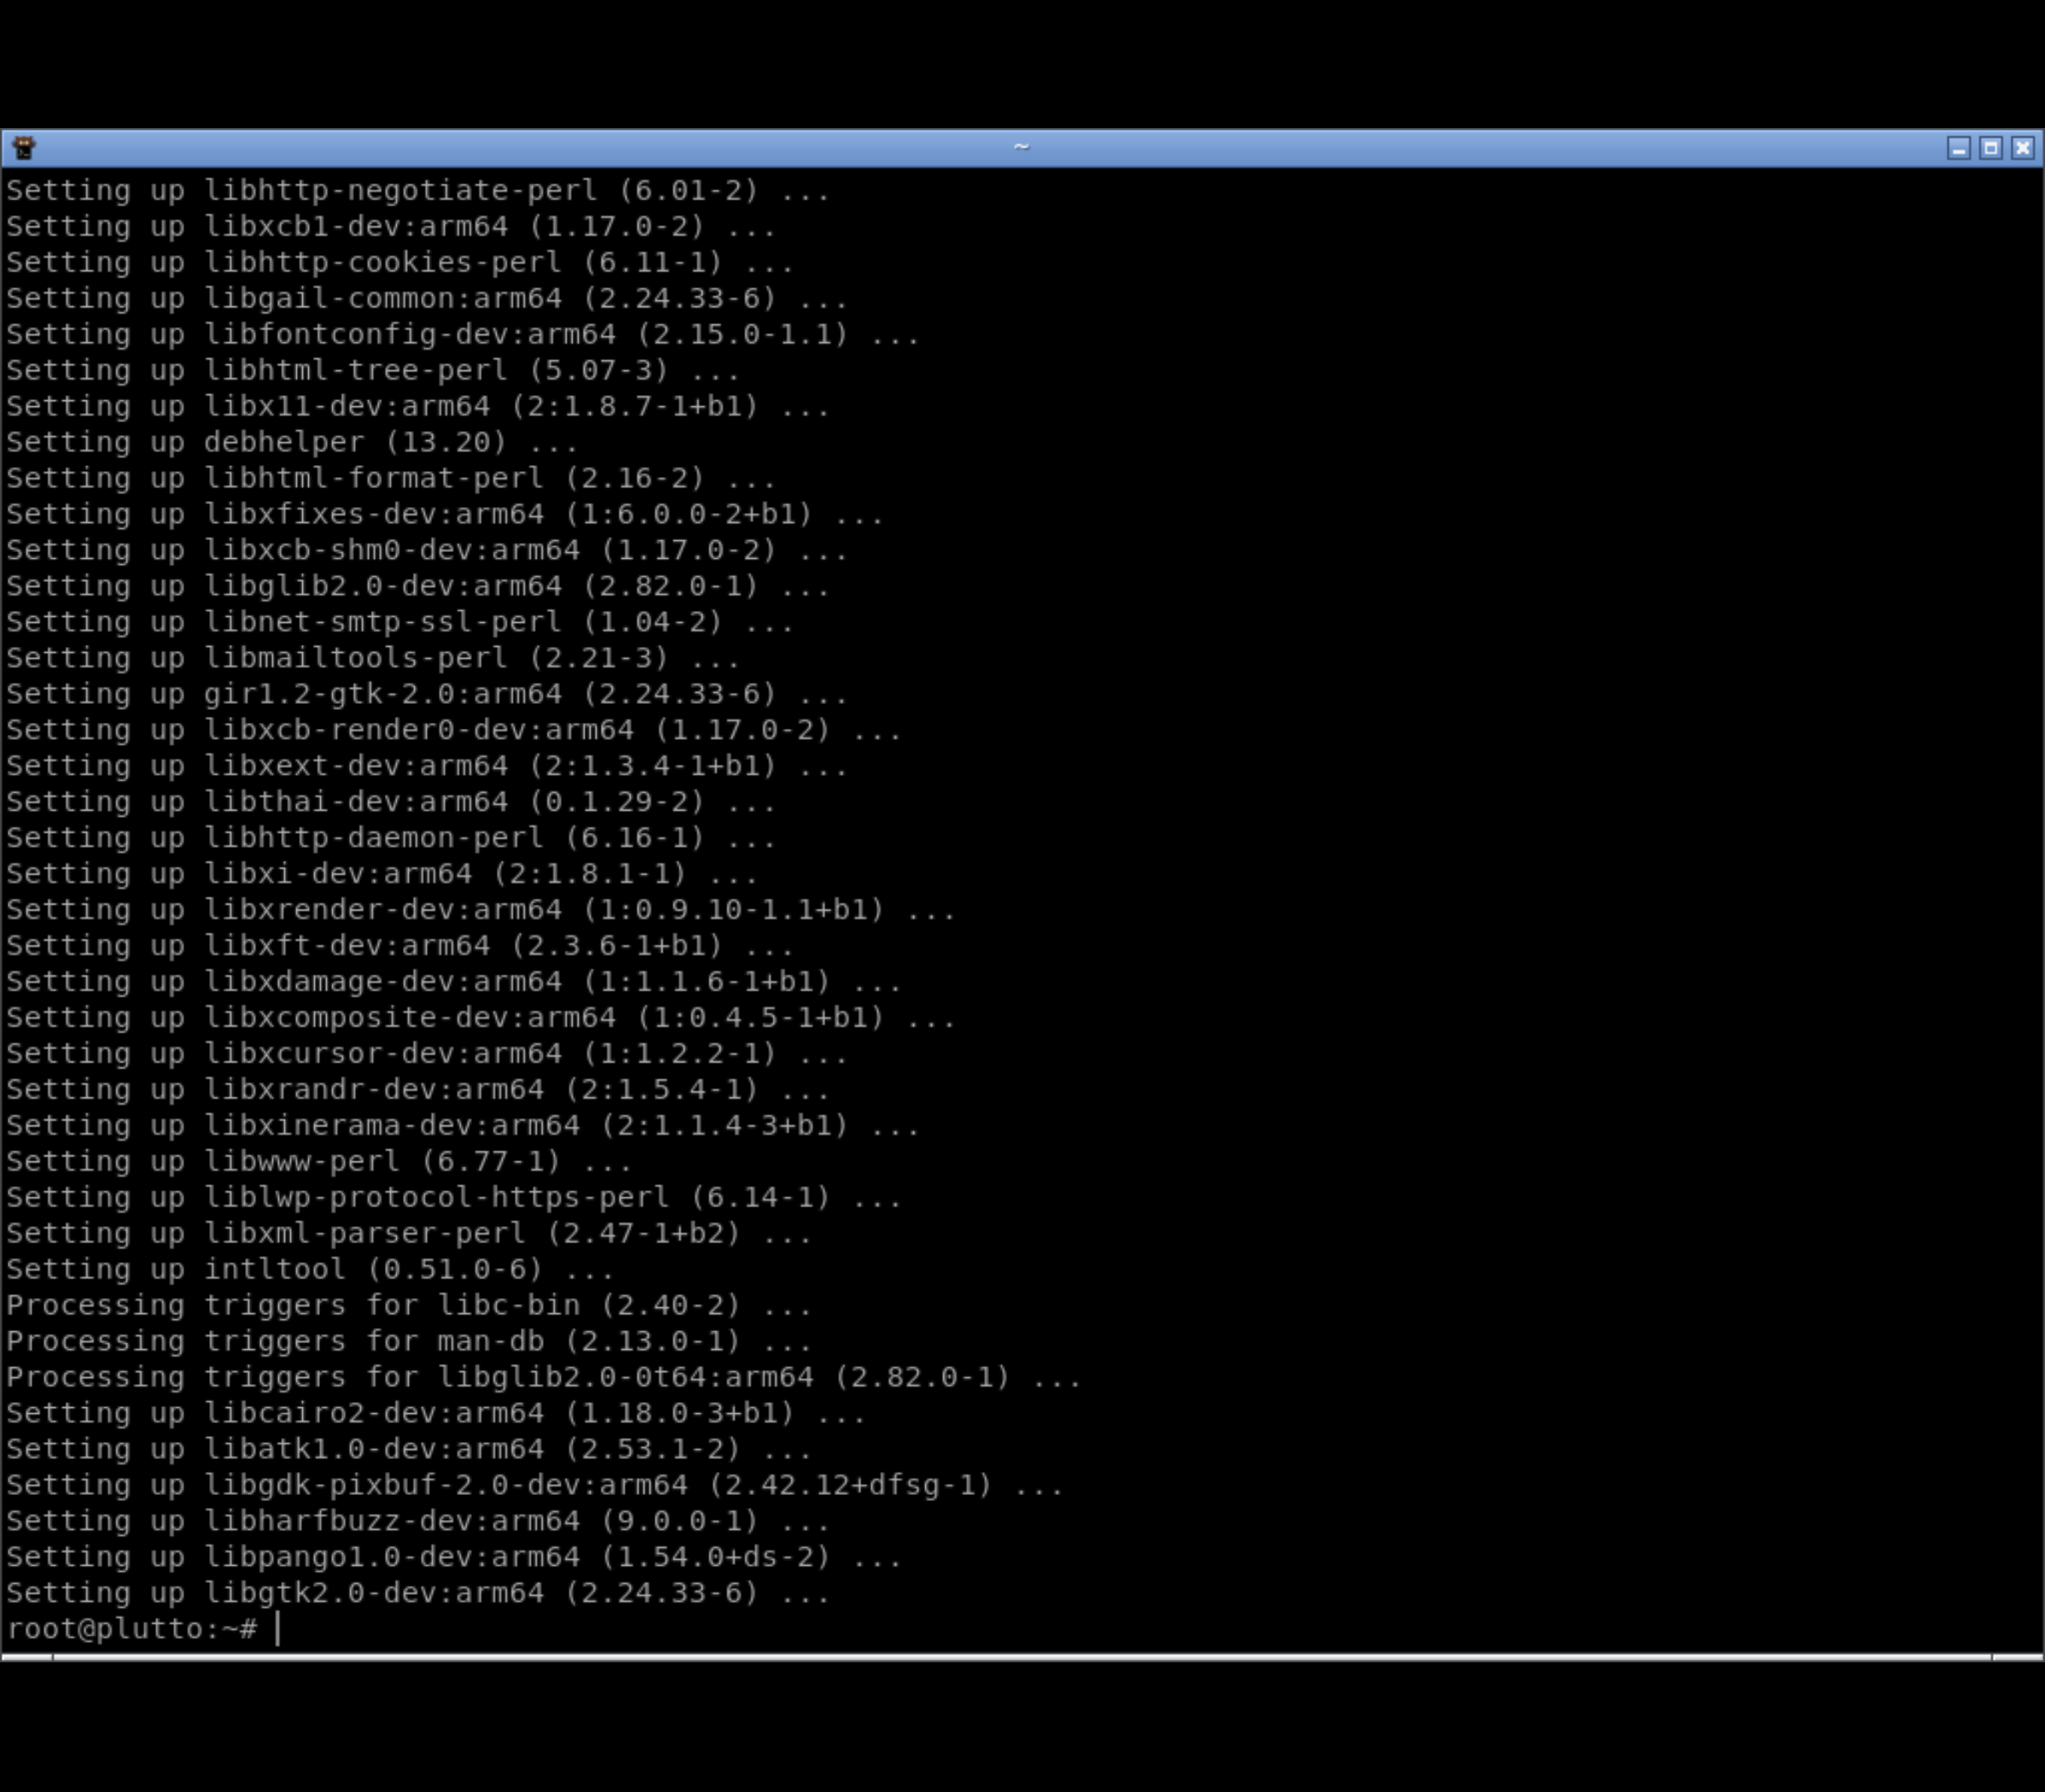 ~
Setting up libhttp-negotiate-perl (6.01-2) ...
Setting up libxcb1-dev:arm64 (1.17.0-2) ...
Setting up libhttp-cookies-perl (6.11-1) ...
Setting up libgail-common:arm64 (2.24.33-6) ...
Setting up libfontconfig-dev:arm64 (2.15.0-1.1) ...
Setting up libhtml-tree-perl (5.07-3) ...
Setting up libx11-dev:arm64 (2:1.8.7-1+b1) ...
Setting up debhelper (13.20) ...
Setting up libhtml-format-perl (2.16-2) ...
Setting up libxfixes-dev:arm64 (1:6.0.0-2+b1) ...
Setting up libxcb-shm0-dev:arm64 (1.17.0-2) ...
Setting up libglib2.0-dev:arm64 (2.82.0-1) ...
Setting up libnet-smtp-ssl-perl (1.04-2) ...
Setting up libmailtools-perl (2.21-3) ...
Setting up gir1.2-gtk-2.0:arm64 (2.24.33-6) ...
Setting up libxcb-render0-dev:arm64 (1.17.0-2) ...
Setting up libxext-dev:arm64 (2:1.3.4-1+b1) ...
Setting up libthai-dev:arm64 (0.1.29-2) ...
Setting up libhttp-daemon-perl (6.16-1) ...
Setting up libxi-dev:arm64 (2:1.8.1-1) ...
Setting up libxrender-dev:arm64 (1:0.9.10-1.1+b1) ...
Setting up libxft-dev:arm64 (2.3.6-1+b1) ...
Setting up libxdamage-dev:arm64 (1:1.1.6-1+b1) ...
Setting up libxcomposite-dev:arm64 (1:0.4.5-1+b1) ...
Setting up libxcursor-dev:arm64 (1:1.2.2-1) ...
Setting up libxrandr-dev:arm64 (2:1.5.4-1) ...
Setting up libxinerama-dev:arm64 (2:1.1.4-3+b1) ...
Setting up libwww-perl (6.77-1) ...
Setting up liblwp-protocol-https-perl (6.14-1) ...
Setting up libxml-parser-perl (2.47-1+b2) ...
Setting up intltool (0.51.0-6) ...
Processing triggers for libc-bin (2.40-2) ...
Processing triggers for man-db (2.13.0-1) ...
Processing triggers for libglib2.0-0t64:arm64 (2.82.0-1) ...
Setting up libcairo2-dev:arm64 (1.18.0-3+b1) ...
Setting up libatk1.0-dev:arm64 (2.53.1-2) ...
Setting up libgdk-pixbuf-2.0-dev:arm64 (2.42.12+dfsg-1) ...
Setting up libharfbuzz-dev:arm64 (9.0.0-1) ...
Setting up libpango1.0-dev:arm64 (1.54.0+ds-2) ...
Setting up libgtk2.0-dev:arm64 (2.24.33-6) ...
root@plutto:~#